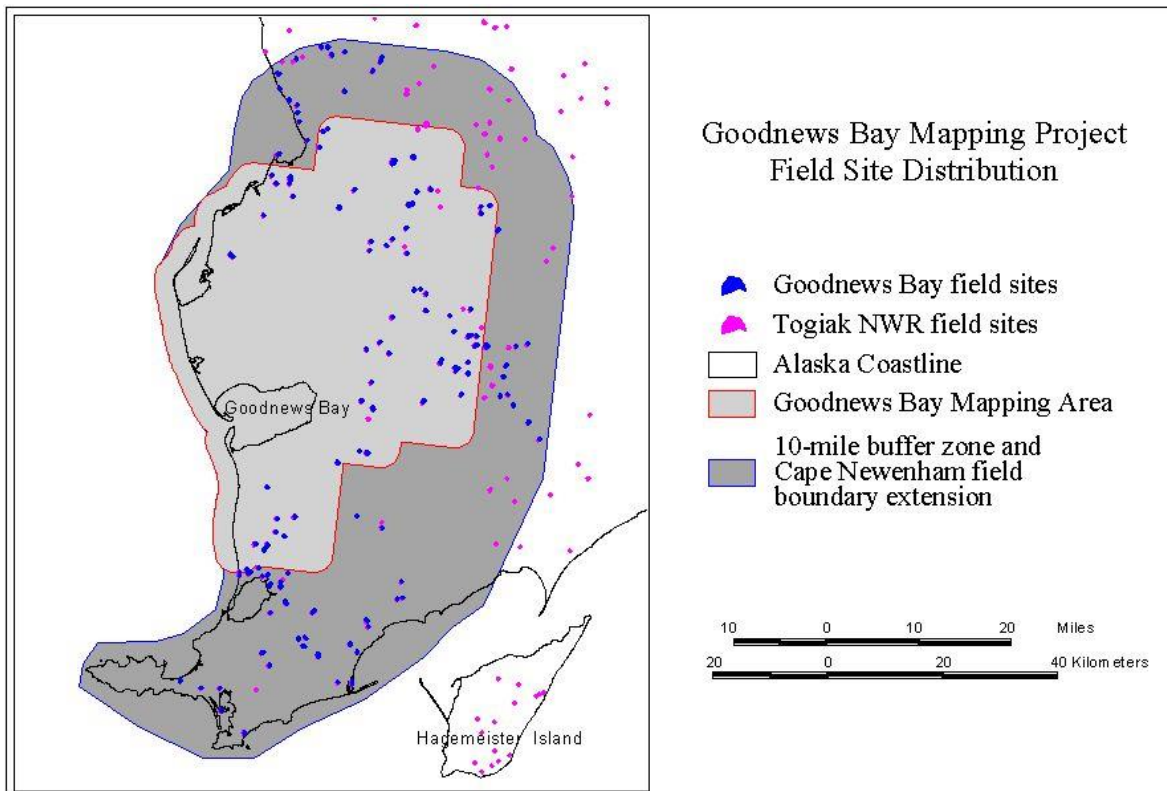 Goodnews Bay Mapping Project
Field Site Distribution
Goodnews Bay field sites
Togiak NWR field sites
Alaska Coastline
Goodnews Bay Mapping Area
10-mile buffer zone and
Cape Newenham field
boundary extension
Goodnews Bay
Hagemeister Island
10 0 10 20 Miles
20 0 20 40 Kilometers